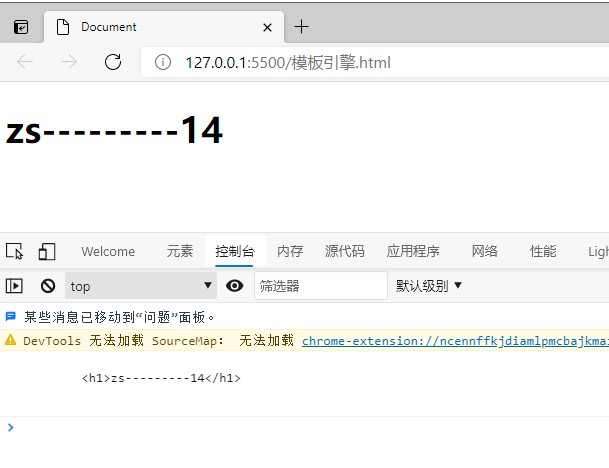 Document
127.0.0.1:5500/模板引擎.html
zs---------14
Welcome 元素 控制台 内存 源代码 应用程序 网络 性能 Ligh
top 筛选器 默认级别
某些消息已移动到“问题”面板。
DevTools 无法加载 SourceMap: 无法加载 chrome-extension://ncennffkjdiamlpmcbajkmai
<h1>zs---------14</h1>